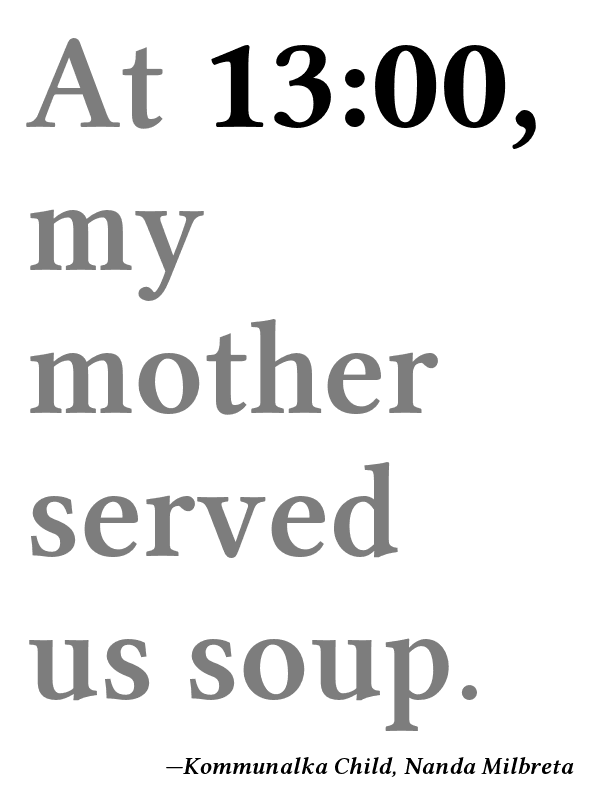 At 13:00,
my
mother
served
us soup.
—Kommunalka Child, Nanda Milbreta